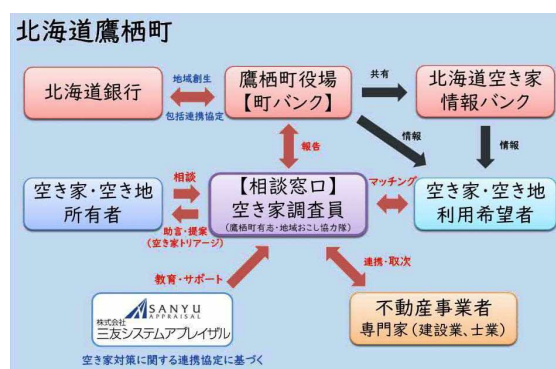 北海道鷹栖町
北海道銀行
地域創生
包括連携協定
鷹栖町役場
【町バンク】
共有
北海道空き家
情報バンク
報告
情報
情報
空き家・空き地
所有者
相談
助言・提案
(空き家トリアージ)
【相談窓口】
空き家調査員
(鷹栖町有志・地域おこし協力隊)
マッチング
空き家・空き地
利用希望者
教育・サポート
連携・取次
SANYU
APPRAISAL
株式会社
三友システムアプレイザル
不動産事業者
専門家(建設業、士業)
空き家対策に関する連携協定に基づく